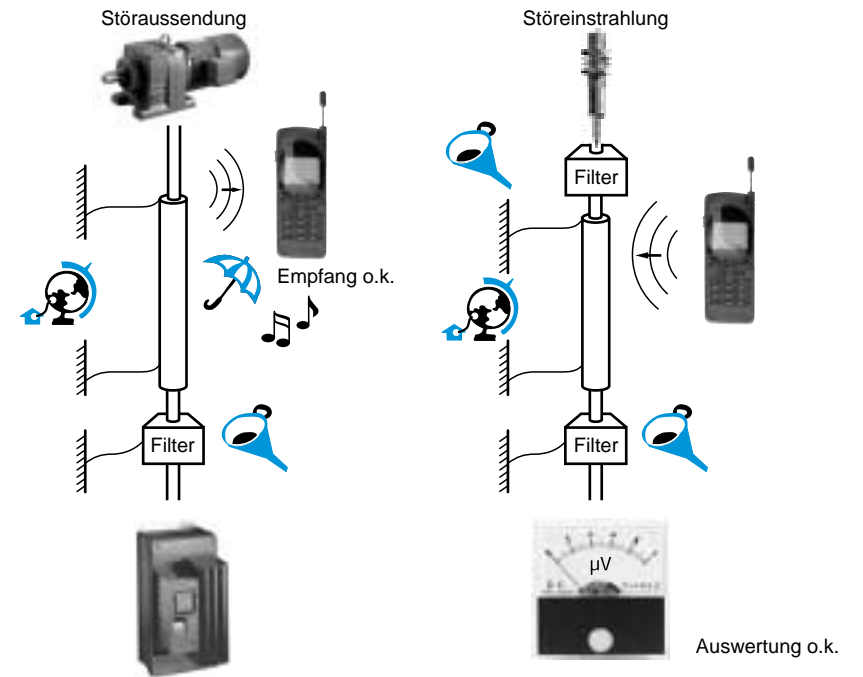 Störaussendung
Empfang o.k.
Filter
Störeinstrahlung
Filter
Filter
µV
Auswertung o.k.